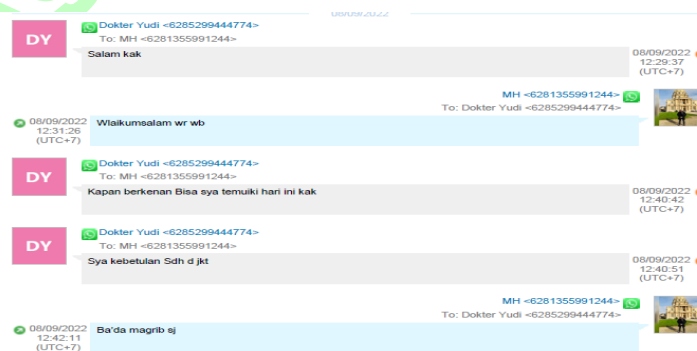 08/09/2022
DY
Dokter Yudi <6285299444774>
To: MH <6281355991244>
Salam kak
08/09/2022
12:29:37
(UTC+7)
MH <6281355991244>
To: Dokter Yudi <6285299444774>
08/09/2022
12:31:26
(UTC+7)
Wlaikumsalam wr wb
DY
Dokter Yudi <6285299444774>
To: MH <6281355991244>
Kapan berkenan Bisa sya temuiki hari ini kak
08/09/2022
12:40:42
(UTC+7)
DY
Dokter Yudi <6285299444774>
To: MH <6281355991244>
Sya kebetulan Sdh d jkt
08/09/2022
12:40:51
(UTC+7)
MH <6281355991244>
To: Dokter Yudi <6285299444774>
08/09/2022
12:42:11
(UTC+7)
Ba'da magrib sj